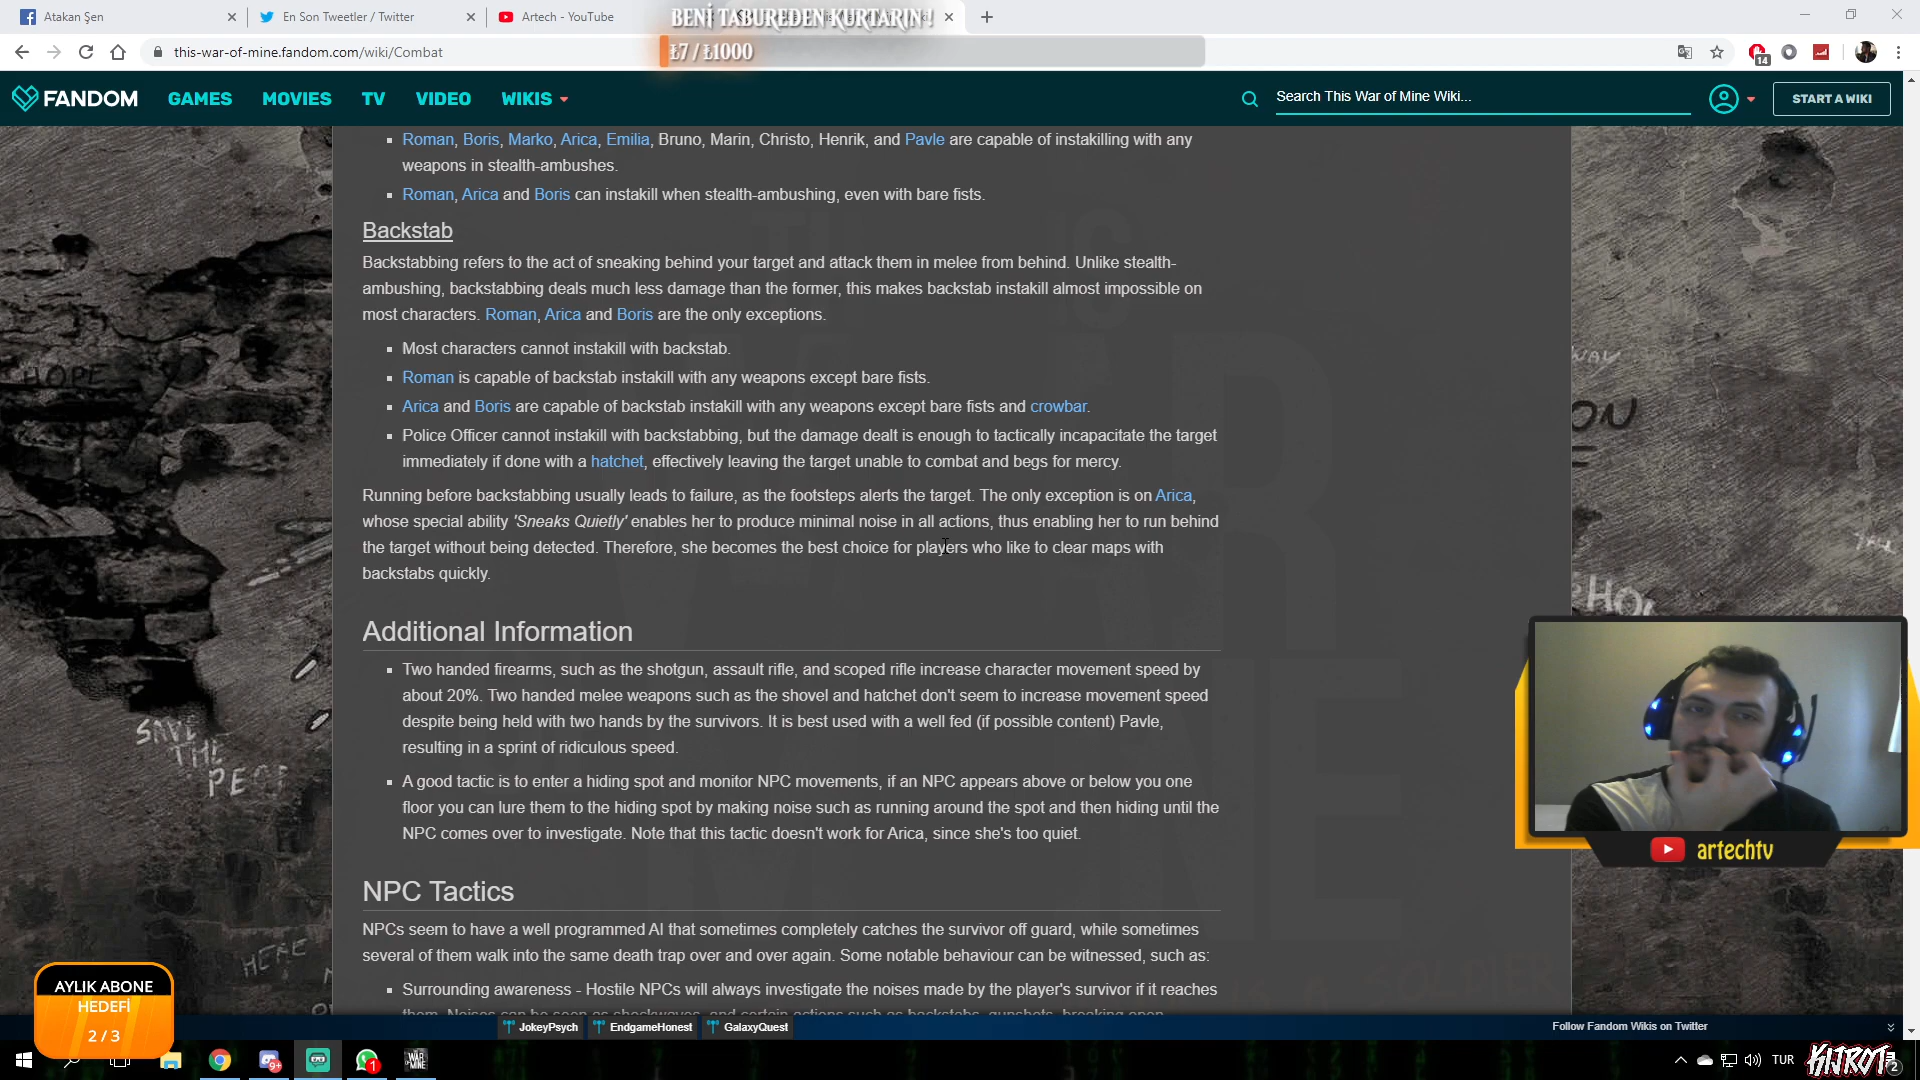 Atakan Şen
En Son Tweetler / Twitter
Artech - YouTube
BENİ TABUREDEN KURTARIN!
₺7 / ₺1000
this-war-of-mine.fandom.com/wiki/Combat
14
FANDOM
GAMES
MOVIES
TV
VIDEO
WIKIS
Search This War of Mine Wiki...
START A WIKI
Roman, Boris, Marko, Arica, Emilia, Bruno, Marin, Christo, Henrik, and Pavle are capable of instakilling with any
weapons in stealth-ambushes.
Roman, Arica and Boris can instakill when stealth-ambushing, even with bare fists.
Backstab
Backstabbing refers to the act of sneaking behind your target and attack them in melee from behind. Unlike stealth-
ambushing, backstabbing deals much less damage than the former, this makes backstab instakill almost impossible on
most characters. Roman, Arica and Boris are the only exceptions.
Most characters cannot instakill with backstab.
Roman is capable of backstab instakill with any weapons except bare fists.
Arica and Boris are capable of backstab instakill with any weapons except bare fists and crowbar.
Police Officer cannot instakill with backstabbing, but the damage dealt is enough to tactically incapacitate the target
immediately if done with a hatchet, effectively leaving the target unable to combat and begs for mercy.
Running before backstabbing usually leads to failure, as the footsteps alerts the target. The only exception is on Arica,
whose special ability 'Sneaks Quietly' enables her to produce minimal noise in all actions, thus enabling her to run behind
the target without being detected. Therefore, she becomes the best choice for players who like to clear maps with
backstabs quickly.
Additional Information
Two handed firearms, such as the shotgun, assault rifle, and scoped rifle increase character movement speed by
about 20%. Two handed melee weapons such as the shovel and hatchet don't seem to increase movement speed
despite being held with two hands by the survivors. It is best used with a well fed (if possible content) Pavle,
resulting in a sprint of ridiculous speed.
A good tactic is to enter a hiding spot and monitor NPC movements, if an NPC appears above or below you one
floor you can lure them to the hiding spot by making noise such as running around the spot and then hiding until the
NPC comes over to investigate. Note that this tactic doesn't work for Arica, since she's too quiet.
NPC Tactics
NPCs seem to have a well programmed AI that sometimes completely catches the survivor off guard, while sometimes
several of them walk into the same death trap over and over again. Some notable behaviour can be witnessed, such as:
Surrounding awareness - Hostile NPCs will always investigate the noises made by the player's survivor if it reaches
HOPE
SAVE
THE
HERE
artechtv
AYLIK ABONE
HEDEFİ
2 / 3
JokeyPsych
EndgameHonest
GalaxyQuest
Follow Fandom Wikis on Twitter
9+
1
TUR
2